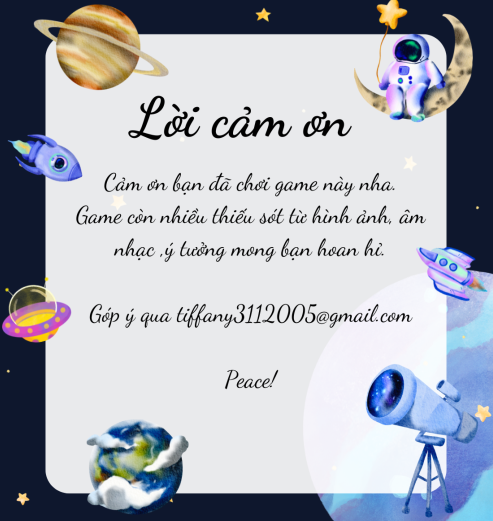 Lời cảm ơn
Cảm ơn bạn đã chơi game này nha.
Game còn nhiều thiếu sót từ hình ảnh, âm
nhạc ,ý tưởng mong bạn hoan hỉ.
Góp ý qua tiffany3112005@gmail.com
Peace!